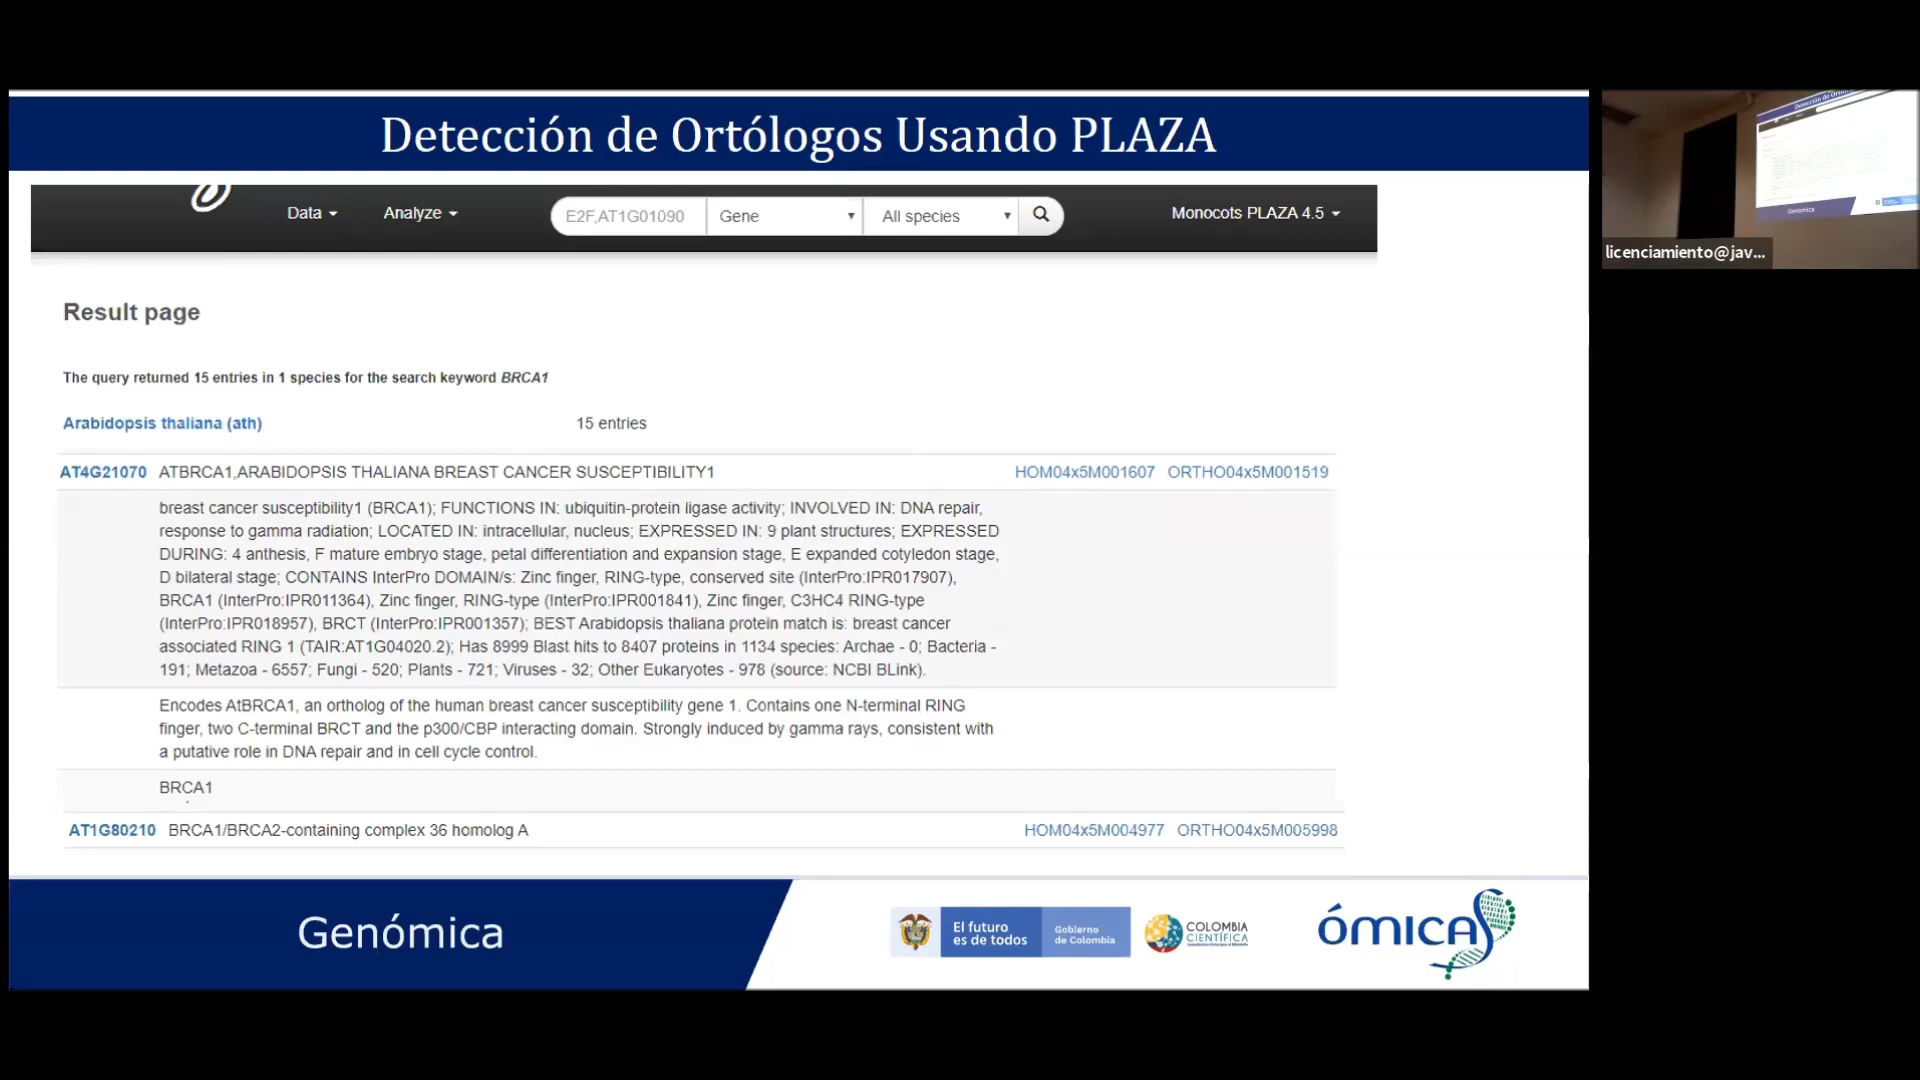 Detección de Ortólogos Usando PLAZA
Data
Analyze
E2F,AT1G01090
Gene
All species
Monocots PLAZA 4.5
licenciamiento@jav...
Result page
The query returned 15 entries in 1 species for the search keyword BRCA1
Arabidopsis thaliana (ath) 15 entries
AT4G21070 ATBRCA1,ARABIDOPSIS THALIANA BREAST CANCER SUSCEPTIBILITY1 HOM04x5M001607 ORTHO04x5M001519
breast cancer susceptibility1 (BRCA1); FUNCTIONS IN: ubiquitin-protein ligase activity; INVOLVED IN: DNA repair,
response to gamma radiation; LOCATED IN: intracellular, nucleus; EXPRESSED IN: 9 plant structures; EXPRESSED
DURING: 4 anthesis, F mature embryo stage, petal differentiation and expansion stage, E expanded cotyledon stage,
D bilateral stage; CONTAINS InterPro DOMAIN/s: Zinc finger, RING-type, conserved site (InterPro:IPR017907),
BRCA1 (InterPro:IPR011364), Zinc finger, RING-type (InterPro:IPR001841), Zinc finger, C3HC4 RING-type
(InterPro:IPR018957), BRCT (InterPro:IPR001357); BEST Arabidopsis thaliana protein match is: breast cancer
associated RING 1 (TAIR:AT1G04020.2); Has 8999 Blast hits to 8407 proteins in 1134 species: Archae - 0; Bacteria -
191; Metazoa - 6557; Fungi - 520; Plants - 721; Viruses - 32; Other Eukaryotes - 978 (source: NCBI BLink).
Encodes AtBRCA1, an ortholog of the human breast cancer susceptibility gene 1. Contains one N-terminal RING
finger, two C-terminal BRCT and the p300/CBP interacting domain. Strongly induced by gamma rays, consistent with
a putative role in DNA repair and in cell cycle control.
BRCA1
AT1G80210 BRCA1/BRCA2-containing complex 36 homolog A HOM04x5M004977 ORTHO04x5M005998
Genómica
El futuro
es de todos
Gobierno
de Colombia
COLOMBIA
CIENTÍFICA
ómicas